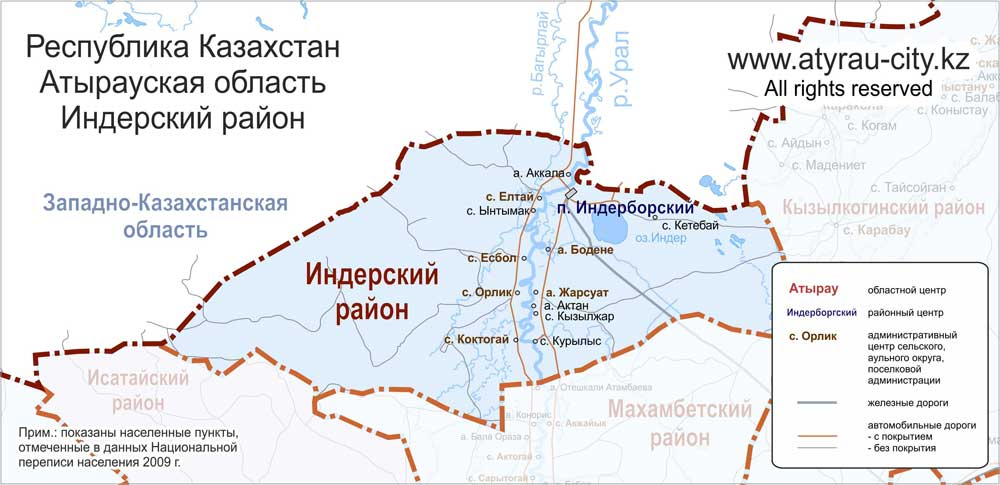 Республика Казахстан
Атырауская область
Индерский район
www.atyrau-city.kz
All rights reserved
р.Багырлай
р.Урал
с. Когам
с. Коныстау
с. Айдын
с. Мадениет
с. Тайсойган
Кызылкогинский район
с. Карабау
Западно-Казахстанская
область
а. Аккала
с. Елтай
с. Ынтымак
п. Индерборский
с. Кетебай
оз.Индер
с. Есбол
а. Бодене
Индерский
район
с. Орлик
а. Жарсуат
а. Актан
с. Кызылжар
с. Коктогай
с. Курылыс
Исатайский
район
а. Отешкали Атамбаева
Махамбетский
район
а. Конорис
с. Акжайык
а. Бала Ораза
с. Актогай
с. Сарытогай
Атырау
областной центр
Индерборгский
районный центр
с. Орлик
административный
центр сельского,
аульного округа,
поселковой
администрации
железные дороги
автомобильные дороги
- с покрытием
- без покрытия
Прим.: показаны населенные пункты,
отмеченные в данных Национальной
переписи населения 2009 г.